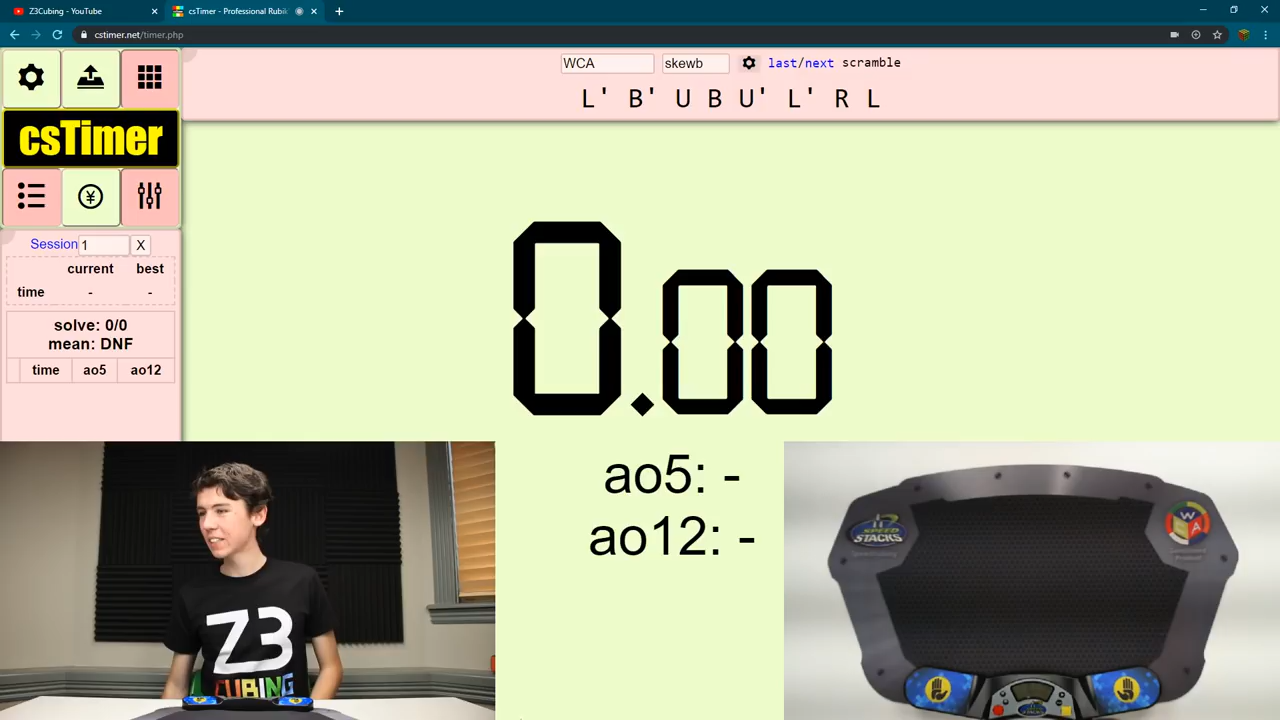 Z3Cubing - YouTube
csTimer - Professional Rubik'
cstimer.net/timer.php
WCA
skewb
last/next scramble
L' B' U B U' L' R L
csTimer
Session 1 X
current best
time - -
solve: 0/0
mean: DNF
time ao5 ao12
0.00
ao5: -
ao12: -
Z3
CUBING
SPEED
STACKS
W
A